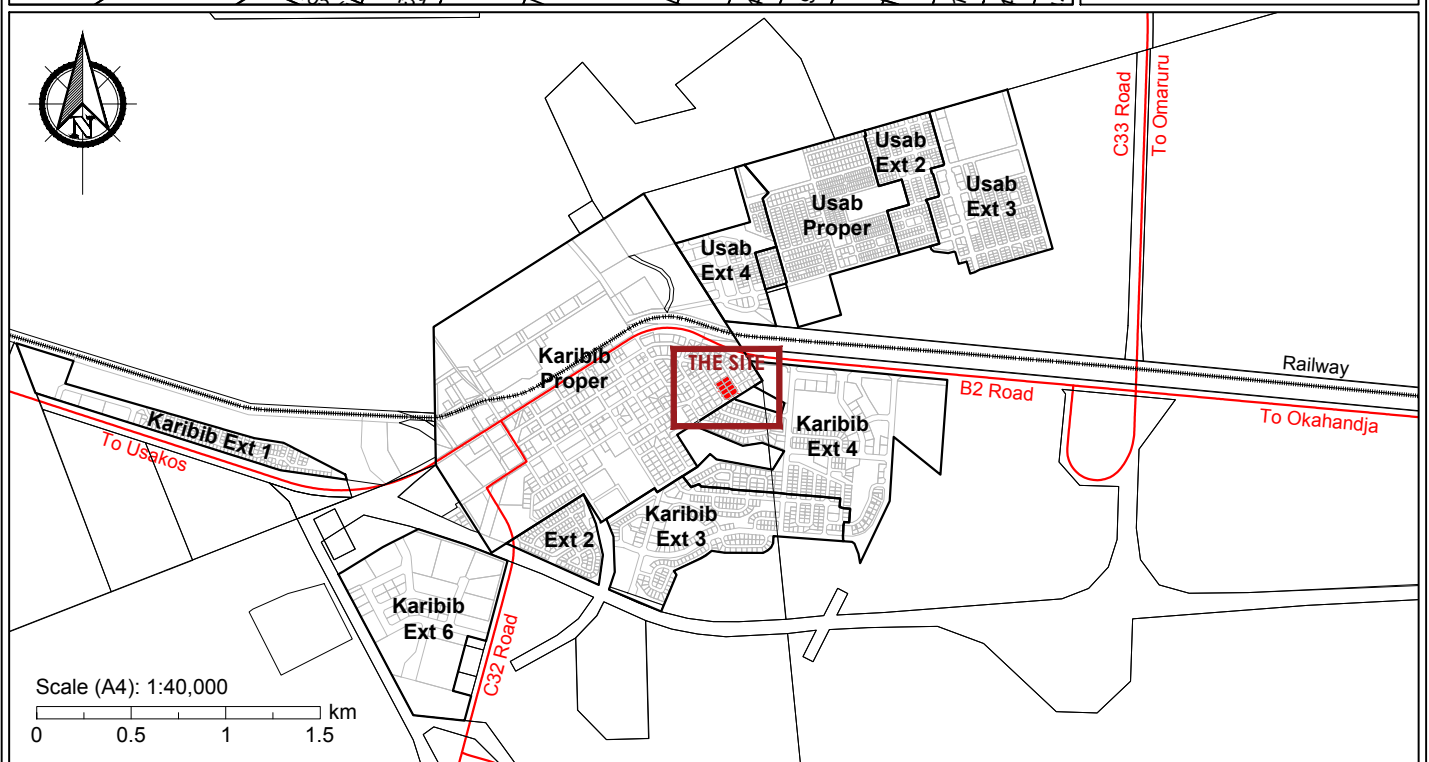 N
C33 Road
To Omaruru
Usab
Ext 2
Usab
Ext 3
Usab
Proper
Usab
Ext 4
Karibib
Proper
THE SITE
Railway
B2 Road
To Okahandja
Karibib Ext 1
To Usakos
Karibib
Ext 4
Karibib
Ext 3
Ext 2
Karibib
Ext 6
C32 Road
Scale (A4): 1:40,000
km
0 0.5 1 1.5